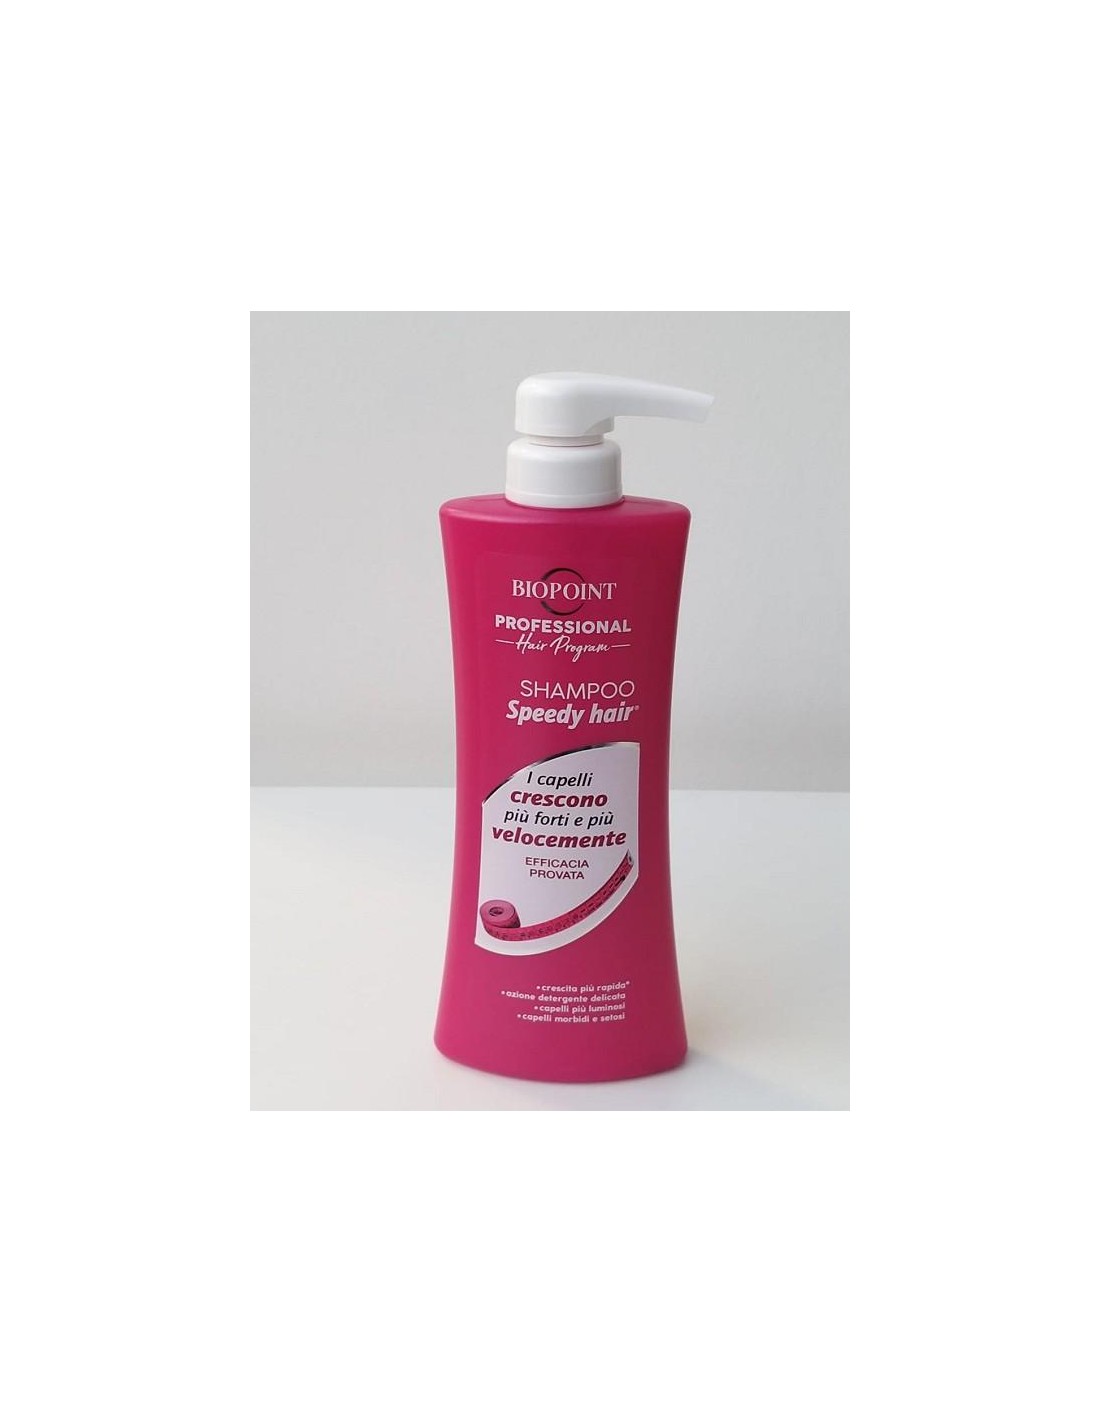 BIOPOINT
PROFESSIONAL
Hair Program
SHAMPOO
Speedy hair®
I capelli
crescono
più forti e più
velocemente
EFFICACIA
PROVATA
•crescita più rapida*
•azione detergente delicata
•capelli più luminosi
•capelli morbidi e setosi